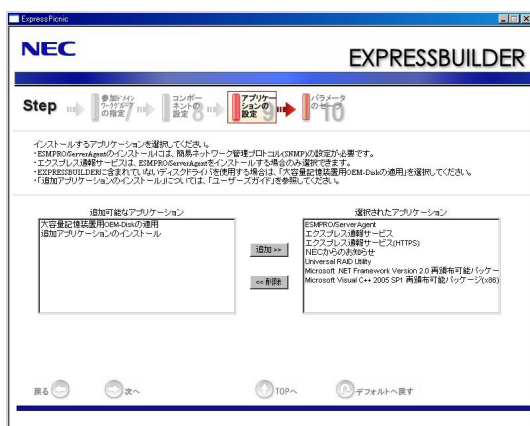 ExpressPicnic
NEC
EXPRESSBUILDER
Step
参加ドメイン
ワークグループ
の指定 7
コンポー
ネントの
設定 8
アプリケー
ションの
設定 9
パラメータ
のセーブ 10
インストールするアプリケーションを選択してください。
・ESMPRO/ServerAgentのインストールには、簡易ネットワーク管理プロトコル(SNMP)の設定が必要です。
・エクスプレス通報サービスは、ESMPRO/ServerAgentをインストールする場合のみ選択できます。
・EXPRESSBUILDERに含まれていないディスクドライバを使用する場合は、「大容量記憶装置用OEM-Diskの適用」を選択してください。
・「追加アプリケーションのインストール」については、「ユーザーズガイド」を参照してください。
追加可能なアプリケーション
大容量記憶装置用OEM-Diskの適用
追加アプリケーションのインストール
追加 >>
<< 削除
選択されたアプリケーション
ESMPRO/ServerAgent
エクスプレス通報サービス
エクスプレス通報サービス(HTTPS)
NECからのお知らせ
Universal RAID Utility
Microsoft .NET Framework Version 2.0 再頒布可能パッケー
Microsoft Visual C++ 2005 SP1 再頒布可能パッケージ(x86)
戻る
次へ
TOPへ
デフォルトへ戻す